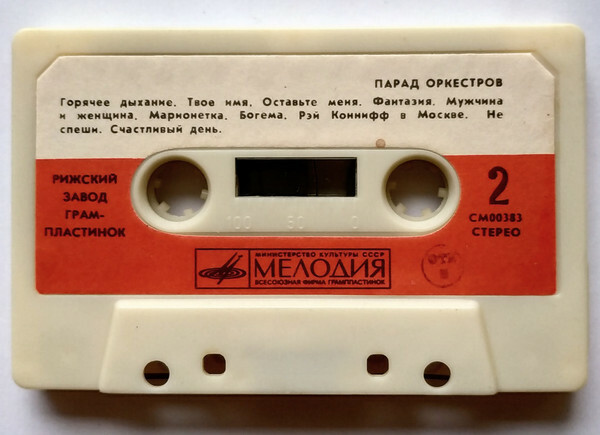 ПАРАД ОРКЕСТРОВ
Горячее дыхание. Твое имя. Оставьте меня. Фантазия. Мужчина
и женщина. Марионетка. Богема. Рэй Коннифф в Москве. Не
спеши. Счастливый день.
РИЖСКИЙ
ЗАВОД
ГРАМ-
ПЛАСТИНОК
2
СМ00383
СТЕРЕО
100 50 0
МИНИСТЕРСТВО КУЛЬТУРЫ СССР
МЕЛОДИЯ
ВСЕСОЮЗНАЯ ФИРМА ГРАМПЛАСТИНОК